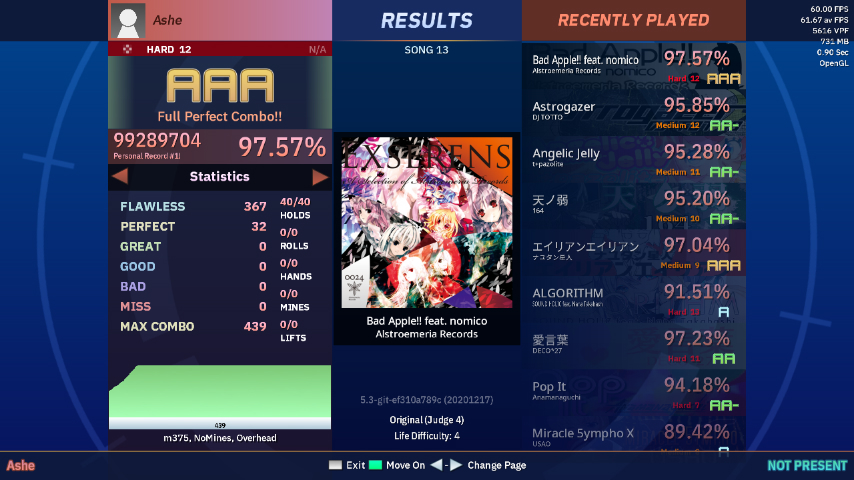 Ashe
RESULTS
RECENTLY PLAYED
60.00 FPS
61.67 av FPS
5616 VPF
731 MB
0.90 Sec
OpenGL
HARD 12
N/A
SONG 13
AAA
Full Perfect Combo!!
99289704
Personal Record #1!
97.57%
Statistics
FLAWLESS 367
PERFECT 32
GREAT 0
GOOD 0
BAD 0
MISS 0
MAX COMBO 439
40/40
HOLDS
0/0
ROLLS
0/0
HANDS
0/0
MINES
0/0
LIFTS
439
m375, NoMines, Overhead
EXSERENS
0024
Bad Apple!! feat. nomico
Alstroemeria Records
5.3-git-ef310a789c (20201217)
Original (Judge 4)
Life Difficulty: 4
Bad Apple!! feat. nomico
Alstroemeria Records
97.57%
Hard 12 AAA
Astrogazer
DJ TOTTO
95.85%
Medium 12 AA-
Angelic Jelly
t+pazolite
95.28%
Medium 11 AA-
天ノ弱
164
95.20%
Medium 10 AA-
エイリアンエイリアン
ナユタン星人
97.04%
Medium 9 AAA
ALGORITHM
91.51%
Hard 13 A
愛言葉
DECO*27
97.23%
Hard 11 AA
Pop It
Anamanaguchi
94.18%
Hard 7 AA-
Miracle 5ympho X
USAO
89.42%
A
Ashe
Exit Move On - Change Page
NOT PRESENT